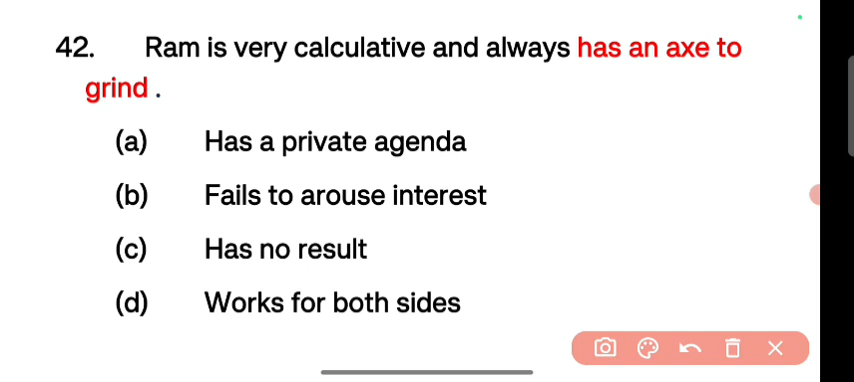 42. Ram is very calculative and always has an axe to
grind .
(a) Has a private agenda
(b) Fails to arouse interest
(c) Has no result
(d) Works for both sides